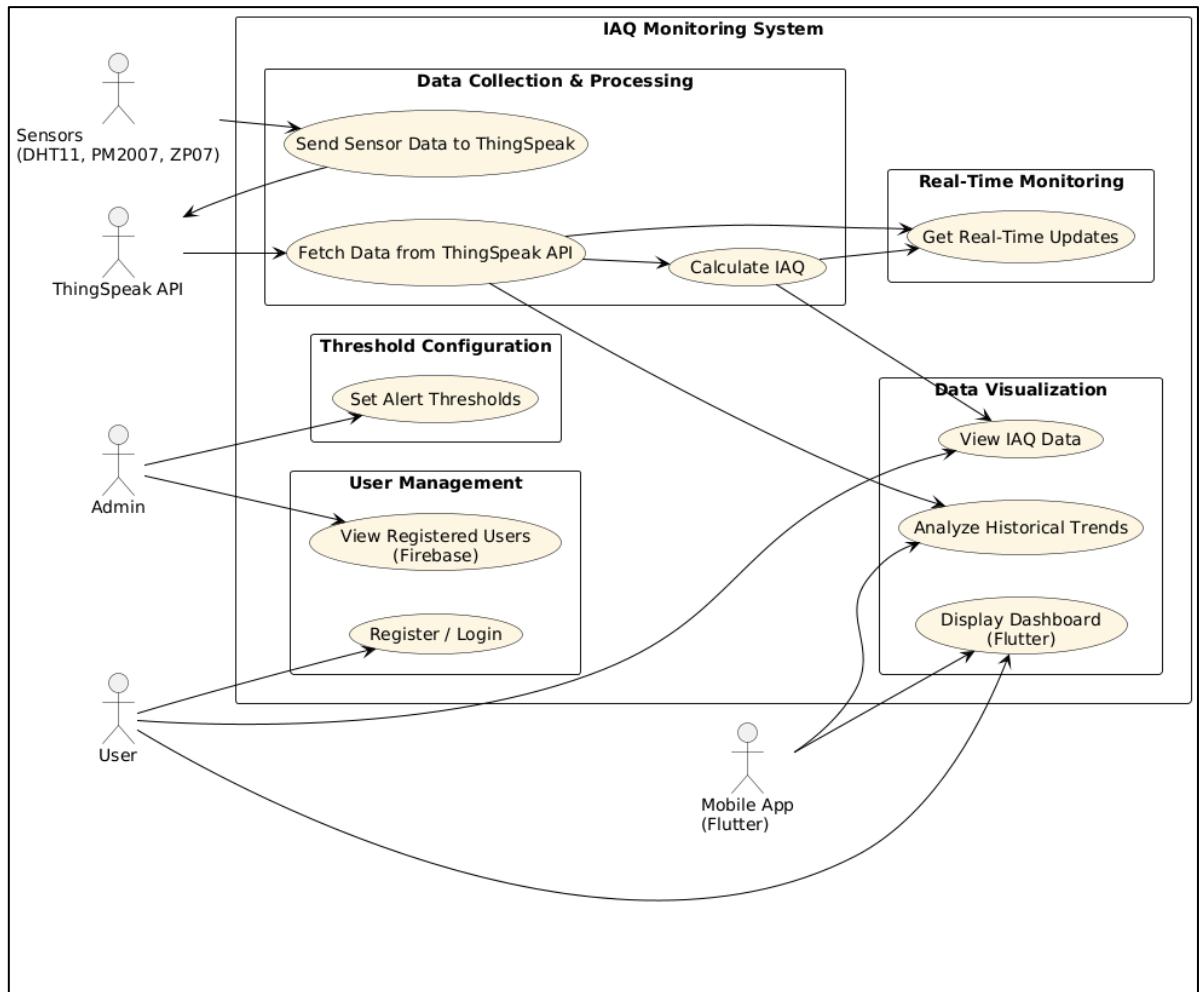 IAQ Monitoring System
Data Collection & Processing
Sensors
(DHT11, PM2007, ZP07)
Send Sensor Data to ThingSpeak
Real-Time Monitoring
Get Real-Time Updates
Fetch Data from ThingSpeak API
Calculate IAQ
ThingSpeak API
Threshold Configuration
Set Alert Thresholds
Data Visualization
View IAQ Data
Admin
User Management
View Registered Users
(Firebase)
Analyze Historical Trends
Register / Login
Display Dashboard
(Flutter)
User
Mobile App
(Flutter)